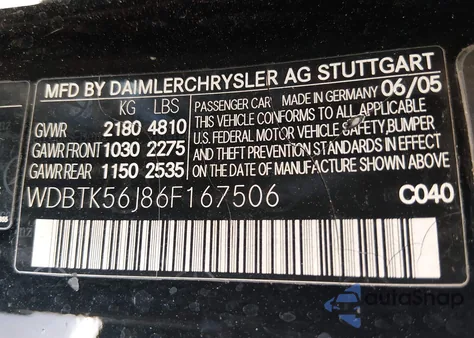 MFD BY DAIMLERCHRYSLER AG STUTTGART
KG LBS
GVWR 2180 4810
GAWR FRONT 1030 2275
GAWR REAR 1150 2535
PASSENGER CAR MADE IN GERMANY 06/05
THIS VEHICLE CONFORMS TO ALL APPLICABLE
U.S. FEDERAL MOTOR VEHICLE SAFETY,BUMPER
AND THEFT PREVENTION STANDARDS IN EFFECT
ON THE DATE OF MANUFACTURE SHOWN ABOVE
WDBTK56J86F167506 C040
autoSnap